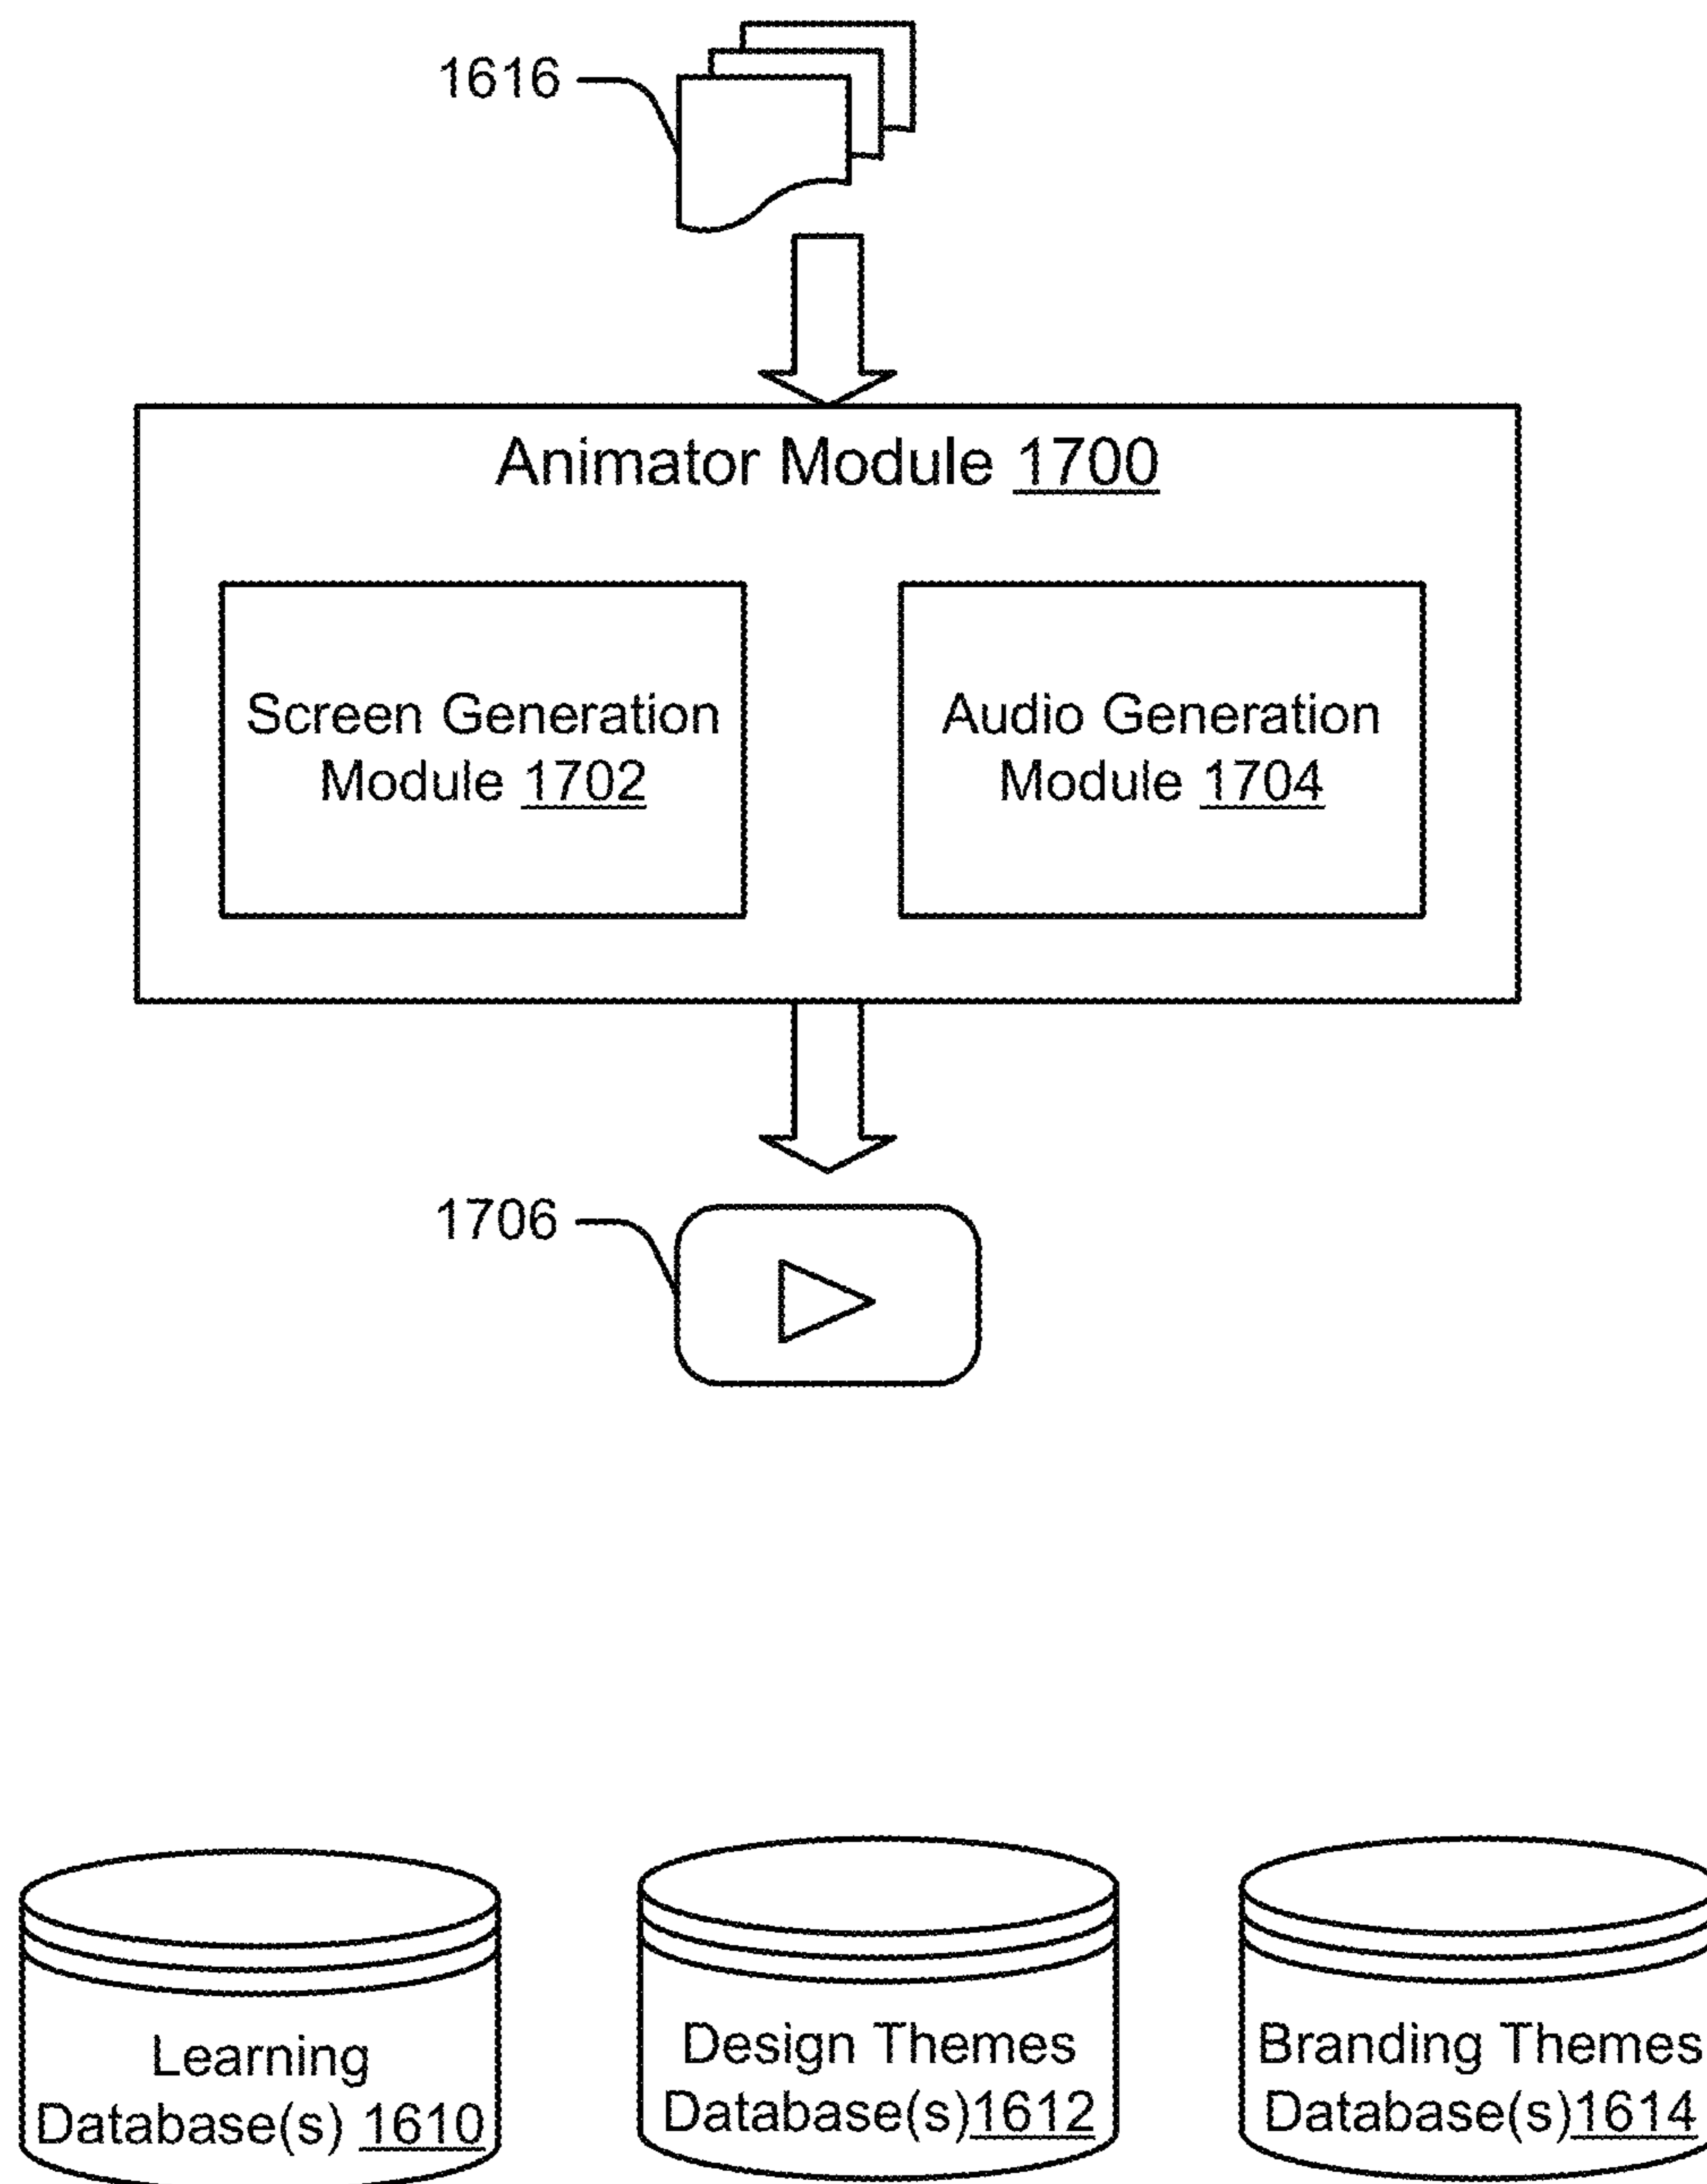 1616
Animator Module 1700
Screen Generation
Module 1702
Audio Generation
Module 1704
1706
Learning
Database(s) 1610
Design Themes
Database(s)1612
Branding Themes
Database(s)1614